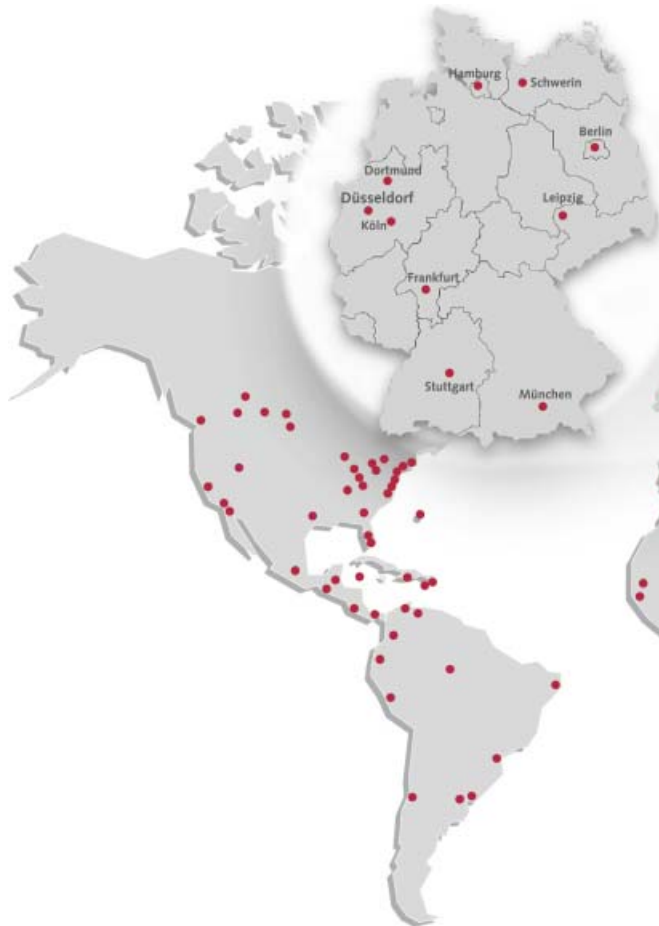 Hamburg
Schwerin
Berlin
Dortmund
Düsseldorf
Leipzig
Köln
Frankfurt
Stuttgart
München